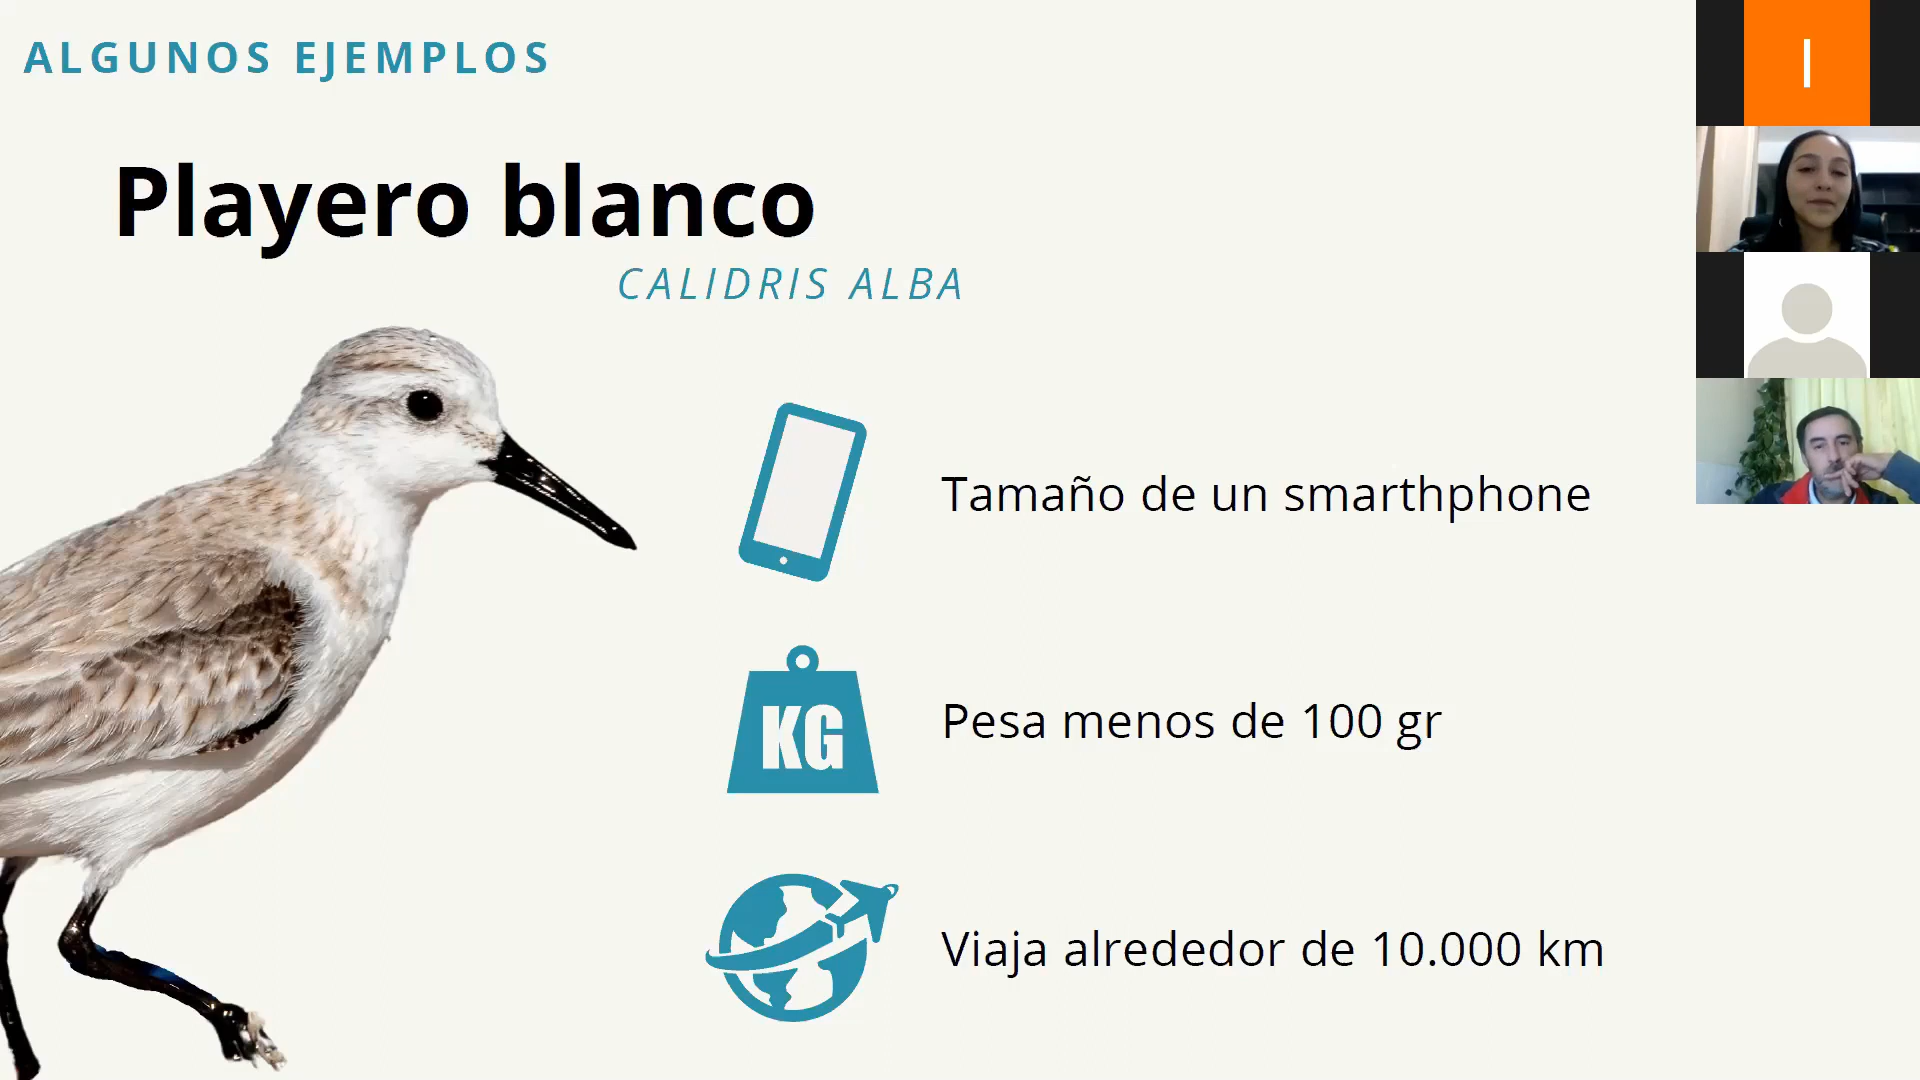 ALGUNOS EJEMPLOS
Playero blanco
CALIDRIS ALBA
Tamaño de un smarthphone
KG
Pesa menos de 100 gr
Viaja alrededor de 10.000 km
I